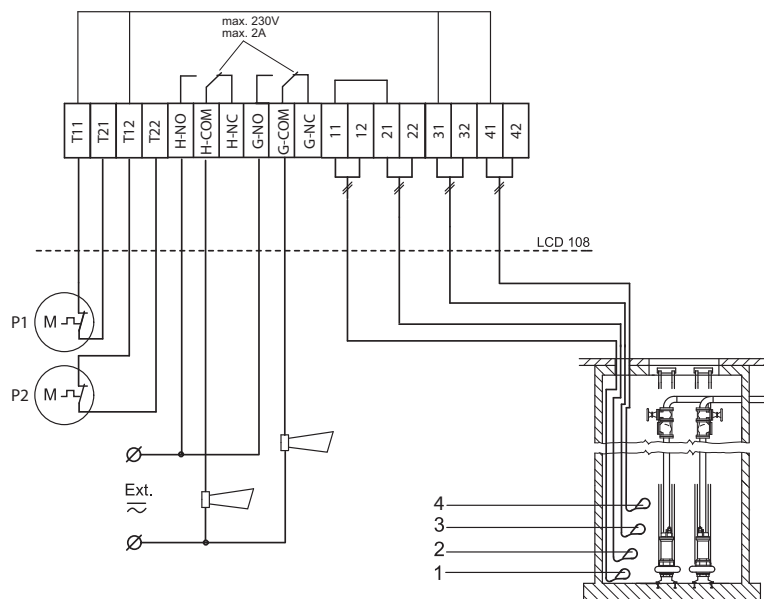 max. 230V
max. 2A
T11
T21
T12
T22
H-NO
H-COM
H-NC
G-NO
G-COM
G-NC
11
12
21
22
31
32
41
42
LCD 108
P1
M
P2
M
Ext.
4
3
2
1